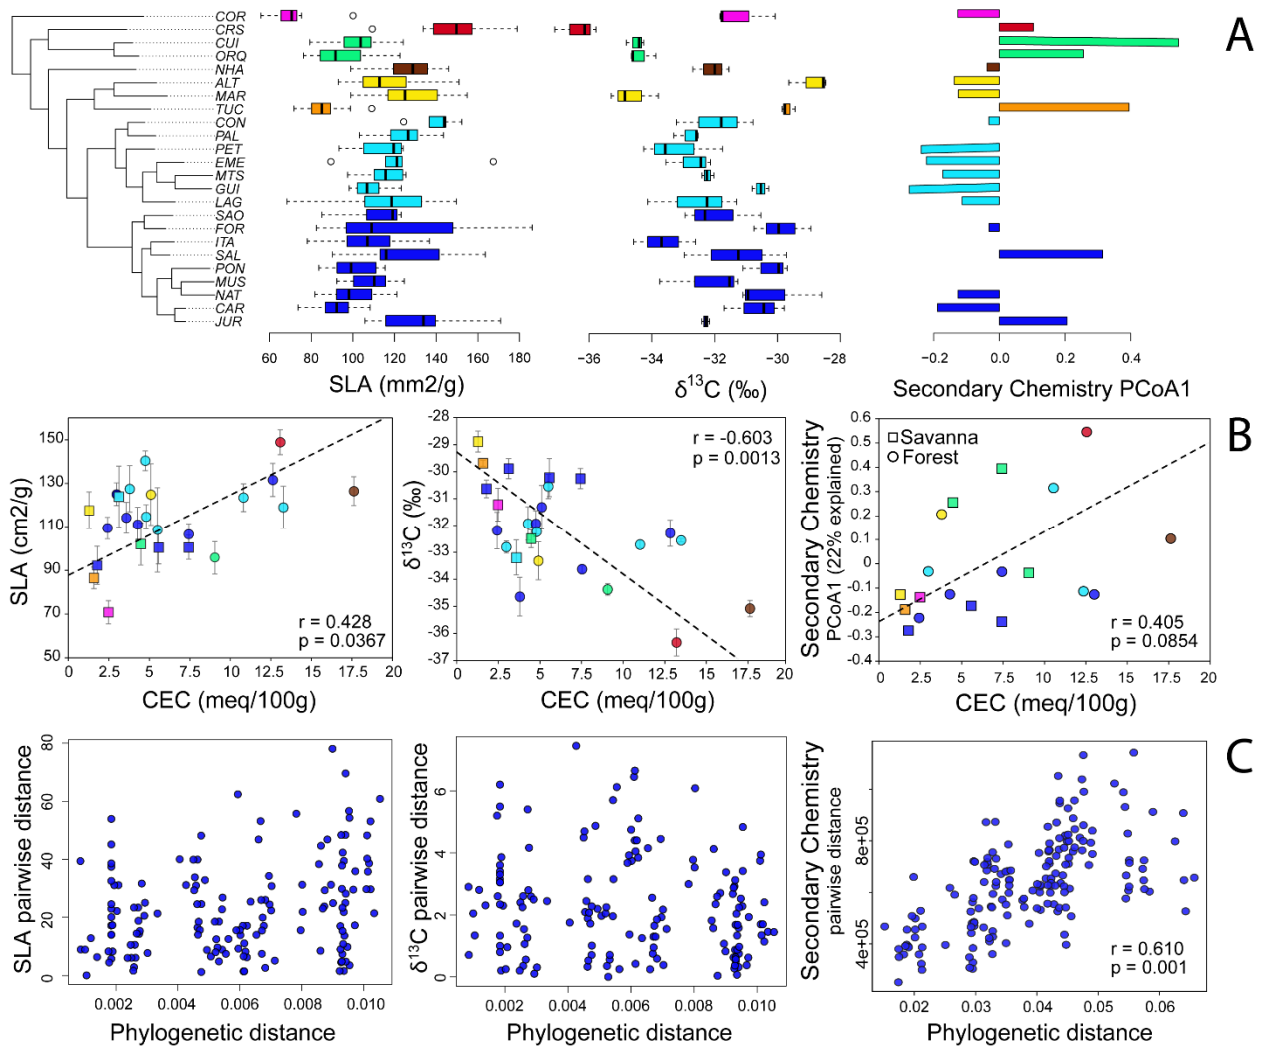 A
COR
CRS
CUI
ORQ
NHA
ALT
MAR
TUC
CON
PAL
PET
EME
MTS
GUI
LAG
SAO
FOR
ITA
SAL
PON
MUS
NAT
CAR
JUR
60 80 100 120 140 160 180
SLA (mm2/g)
−36 −34 −32 −30 −28
δ13C (‰)
−0.2 0.0 0.2 0.4
Secondary Chemistry PCoA1
B
150
130
110
90
70
50
SLA (cm2/g)
r = 0.428
p = 0.0367
0 2.5 5 7.5 10 12.5 15 17.5 20
CEC (meq/100g)
-28
-30
-32
-34
-35
-36
-37
δ13C (‰)
r = -0.603
p = 0.0013
0 2.5 5 7.5 10 12.5 15 17.5 20
CEC (meq/100g)
0.6
0.5
0.4
0.3
0.2
0.1
0
-0.1
-0.2
-0.3
-0.4
Secondary Chemistry
PCoA1 (22% explained)
Savanna
Forest
r = 0.405
p = 0.0854
0 2.5 5 7.5 10 12.5 15 17.5 20
CEC (meq/100g)
C
80
60
40
20
0
SLA pairwise distance
0.002 0.004 0.006 0.008 0.010
Phylogenetic distance
6
4
2
0
δ13C pairwise distance
0.002 0.004 0.006 0.008 0.010
Phylogenetic distance
8e+05
4e+05
Secondary Chemistry
pairwise distance
r = 0.610
p = 0.001
0.02 0.03 0.04 0.05 0.06
Phylogenetic distance